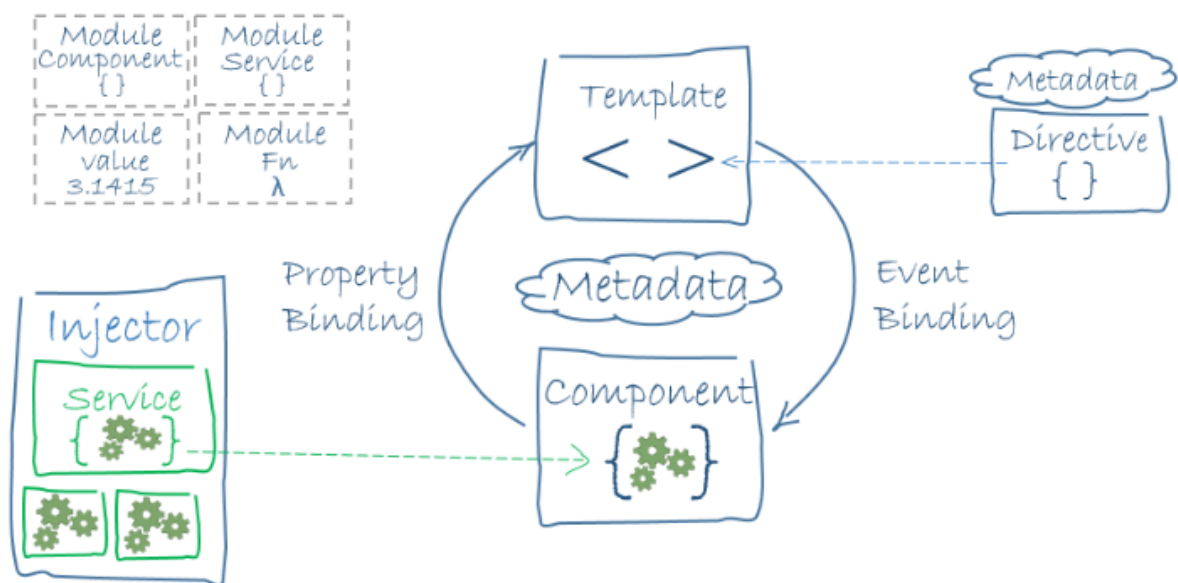 Module
Component
{ }
Module
Service
{ }
Module
value
3.1415
Module
Fn
λ
Template
< >
Metadata
Directive
{ }
Property
Binding
Metadata
Event
Binding
Injector
Service
{ }
Component
{ }